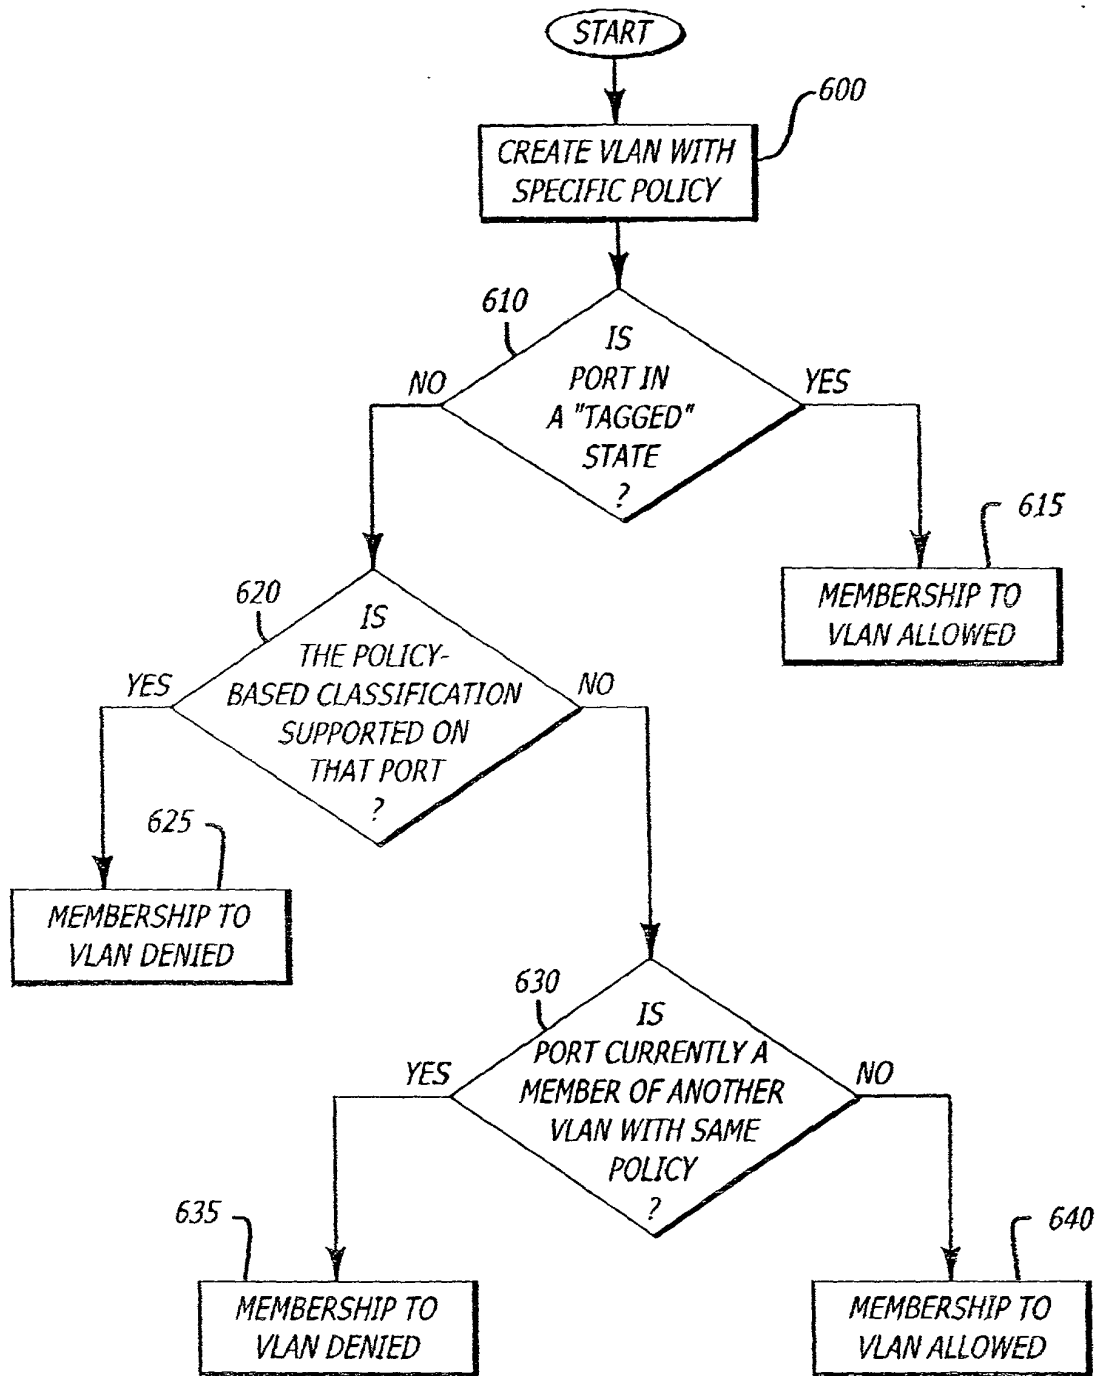 START
600
CREATE VLAN WITH
SPECIFIC POLICY
610
IS
PORT IN
A "TAGGED"
STATE
?
NO
YES
615
MEMBERSHIP TO
VLAN ALLOWED
620
IS
THE POLICY-
BASED CLASSIFICATION
SUPPORTED ON
THAT PORT
?
YES
NO
625
MEMBERSHIP TO
VLAN DENIED
630
IS
PORT CURRENTLY A
MEMBER OF ANOTHER
VLAN WITH SAME
POLICY
?
YES
NO
635
MEMBERSHIP TO
VLAN DENIED
640
MEMBERSHIP TO
VLAN ALLOWED